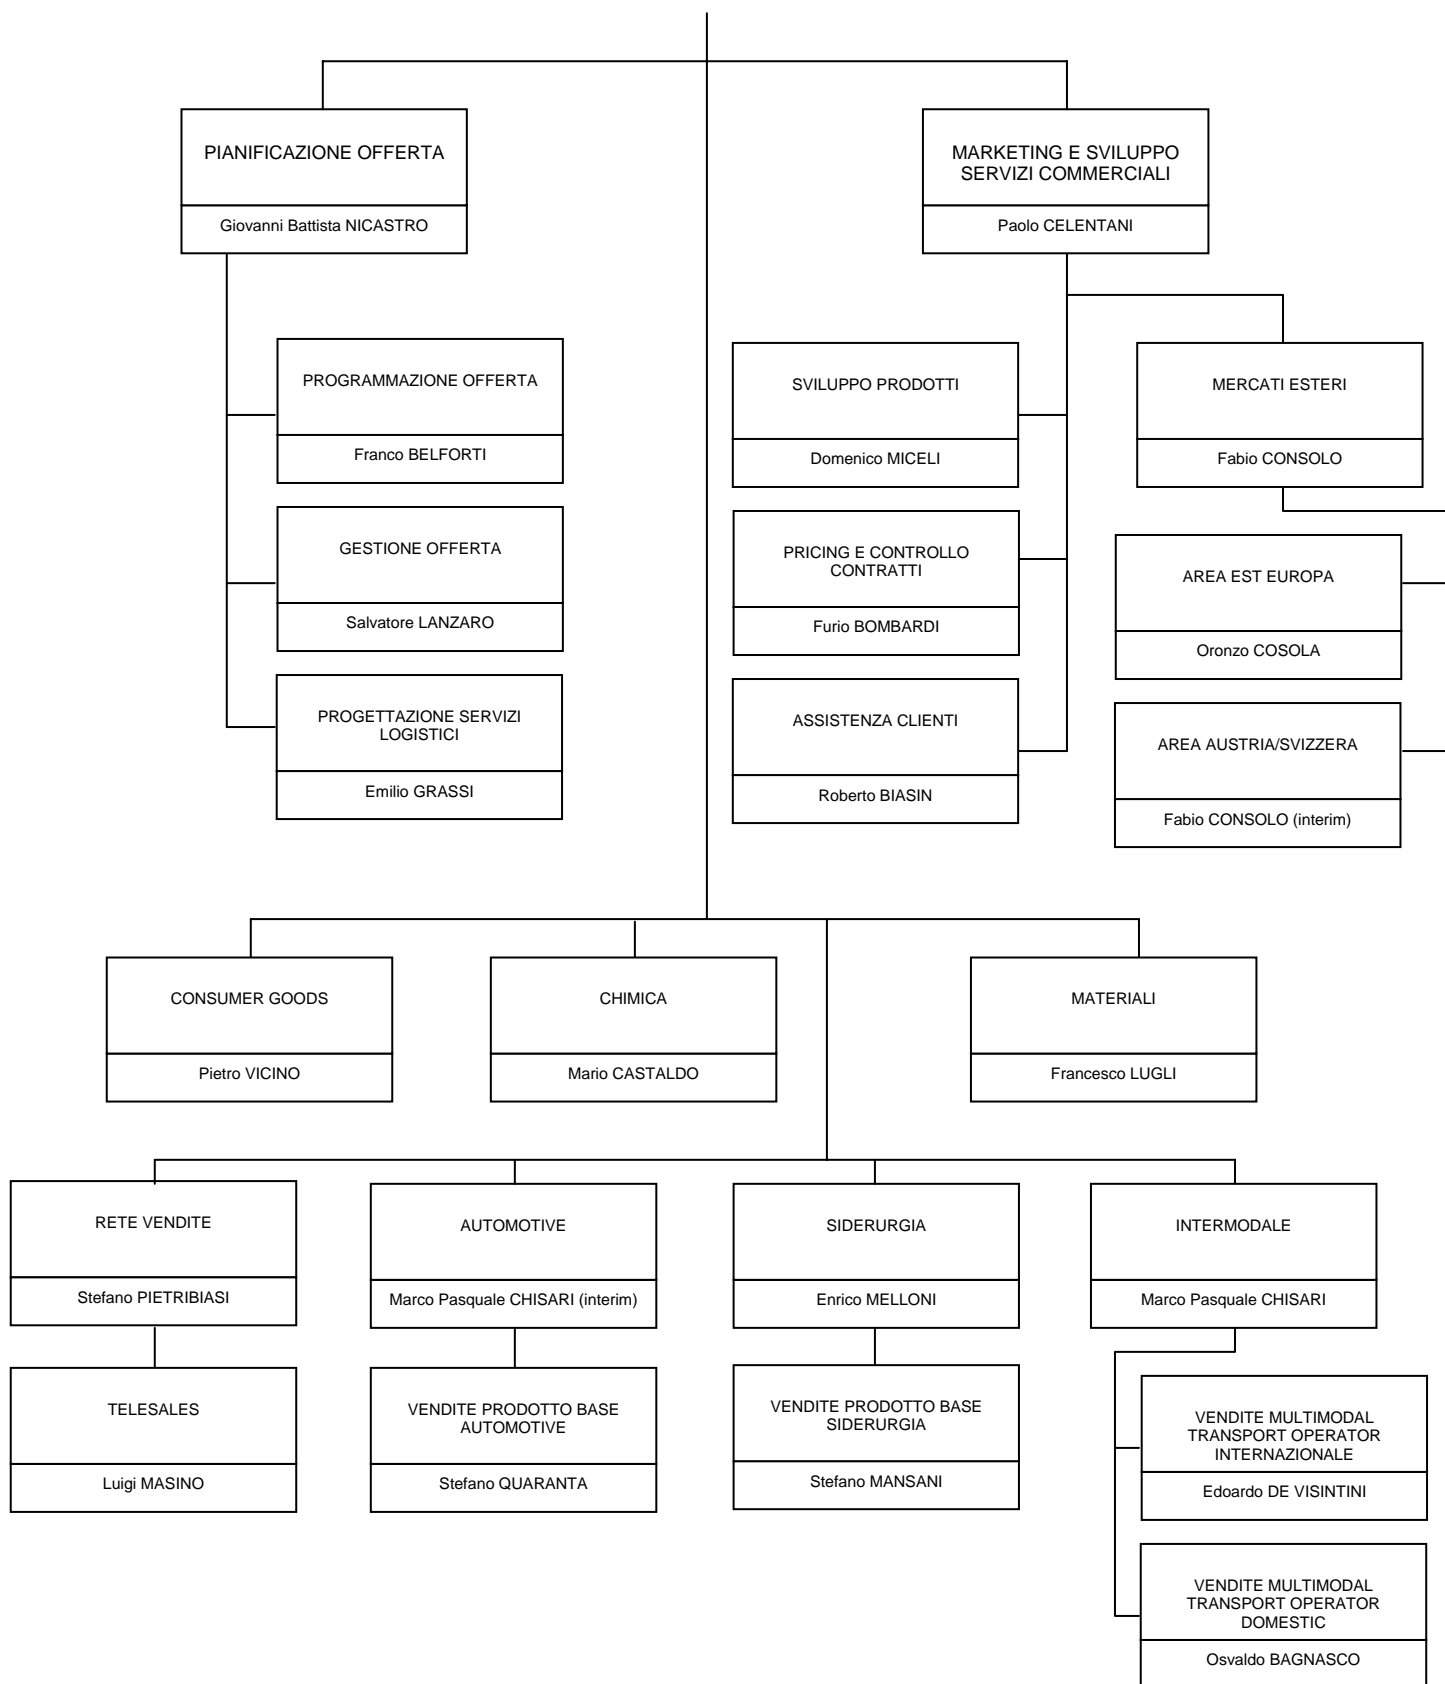 PIANIFICAZIONE OFFERTA
Giovanni Battista NICASTRO
MARKETING E SVILUPPO
SERVIZI COMMERCIALI
Paolo CELENTANI
PROGRAMMAZIONE OFFERTA
Franco BELFORTI
GESTIONE OFFERTA
Salvatore LANZARO
PROGETTAZIONE SERVIZI
LOGISTICI
Emilio GRASSI
SVILUPPO PRODOTTI
Domenico MICELI
PRICING E CONTROLLO
CONTRATTI
Furio BOMBARDI
ASSISTENZA CLIENTI
Roberto BIASIN
MERCATI ESTERI
Fabio CONSOLO
AREA EST EUROPA
Oronzo COSOLA
AREA AUSTRIA/SVIZZERA
Fabio CONSOLO (interim)
CONSUMER GOODS
Pietro VICINO
CHIMICA
Mario CASTALDO
MATERIALI
Francesco LUGLI
RETE VENDITE
Stefano PIETRIBIASI
TELESALES
Luigi MASINO
AUTOMOTIVE
Marco Pasquale CHISARI (interim)
VENDITE PRODOTTO BASE
AUTOMOTIVE
Stefano QUARANTA
SIDERURGIA
Enrico MELLONI
VENDITE PRODOTTO BASE
SIDERURGIA
Stefano MANSANI
INTERMODALE
Marco Pasquale CHISARI
VENDITE MULTIMODAL
TRANSPORT OPERATOR
INTERNAZIONALE
Edoardo DE VISINTINI
VENDITE MULTIMODAL
TRANSPORT OPERATOR
DOMESTIC
Osvaldo BAGNASCO